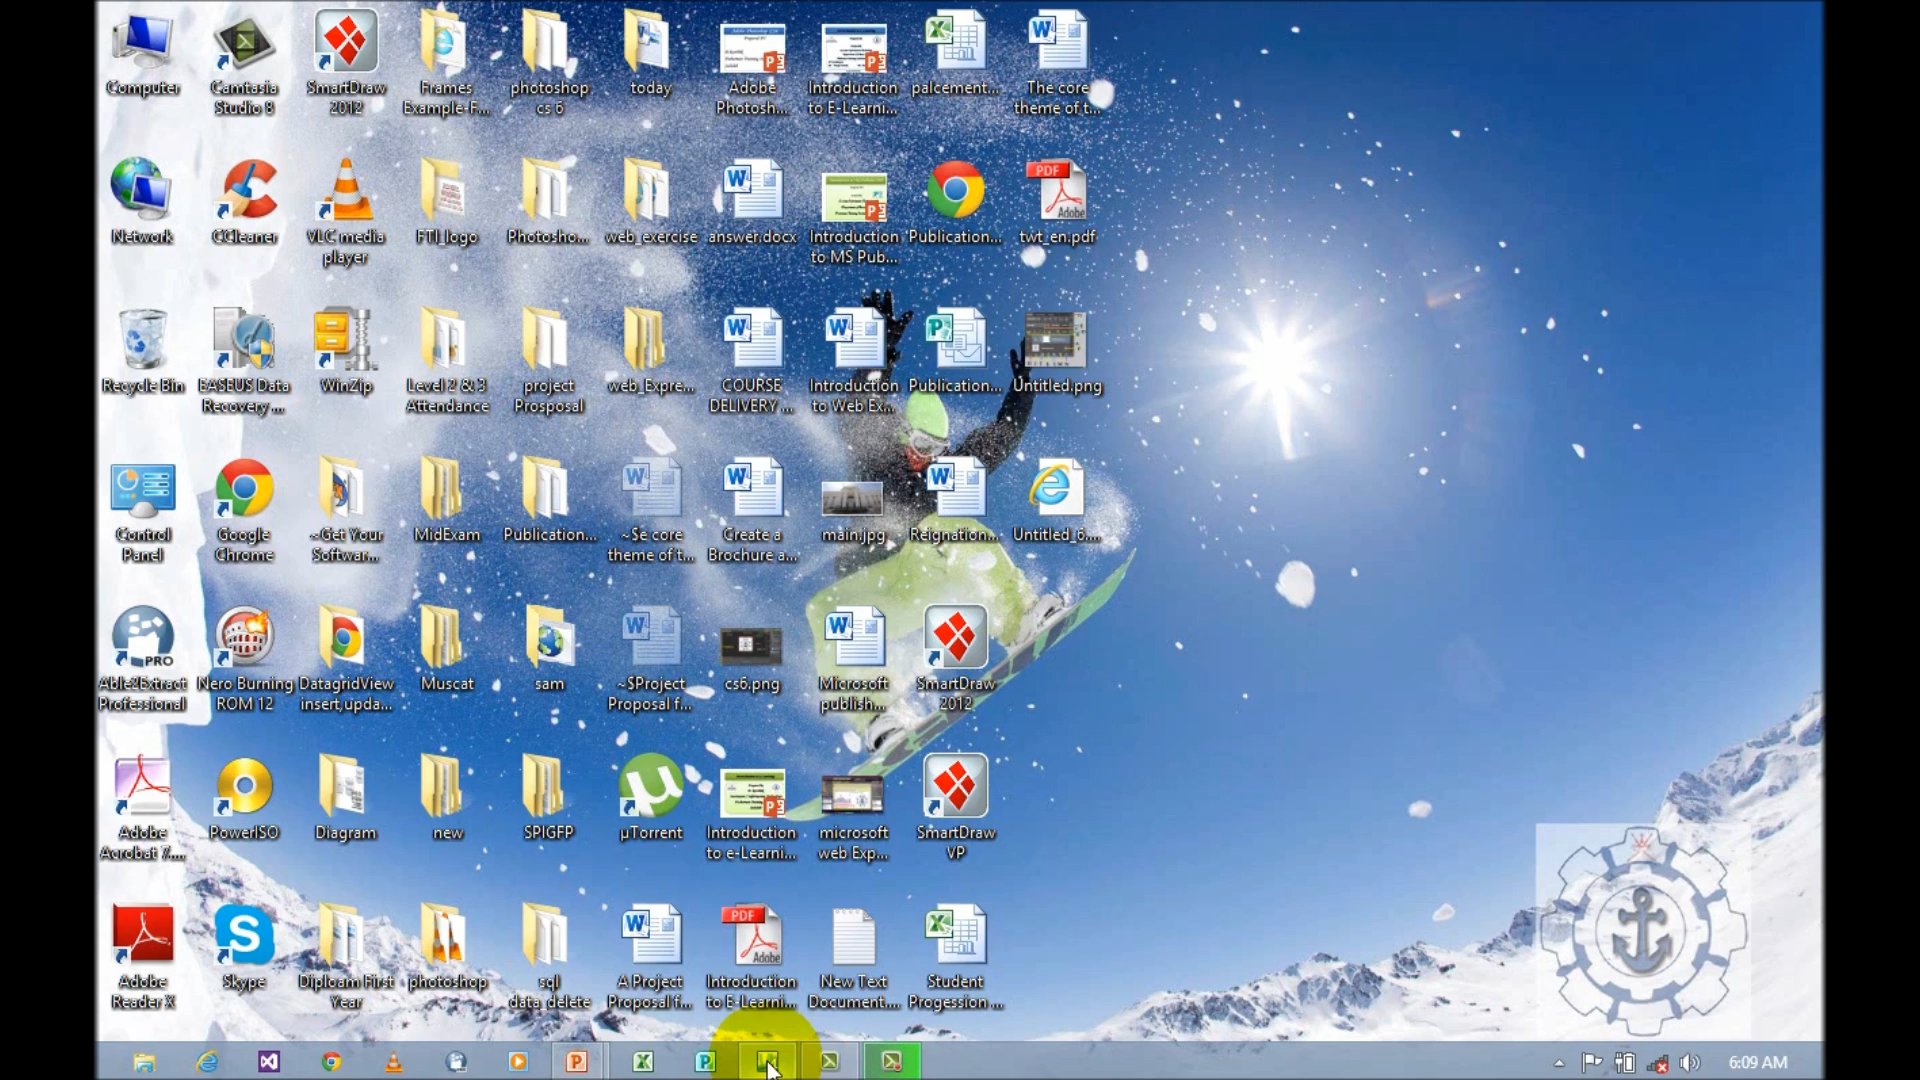 Computer
Camtasia
Studio 8
SmartDraw
2012
Frames
Example-F...
photoshop
cs 6
today
Adobe
Photosh...
Introduction
to E-Learni...
palcement...
The core
theme of t...
Network
CCleaner
VLC media
player
FTI_logo
Photosho...
web_exercise
answer.docx
Introduction
to MS Pub...
Publication...
PDF
Adobe
twt_en.pdf
Recycle Bin
EASEUS Data
Recovery ...
WinZip
Level 2 & 3
Attendance
project
Prosposal
web_Expre...
COURSE
DELIVERY ...
Introduction
to Web Ex...
Publication...
Untitled.png
Control
Panel
Google
Chrome
~Get Your
Softwar...
MidExam
Publication...
~$e core
theme of t...
Create a
Brochure a...
main.jpg
Reignation...
Untitled_6....
PRO
Able2Extract
Professional
Nero Burning
ROM 12
DatagridView
insert,upda...
Muscat
sam
~$Project
Proposal f...
cs6.png
Microsoft
publish...
SmartDraw
2012
Adobe
Acrobat 7....
PowerISO
Diagram
new
SPIGFP
µTorrent
Introduction
to e-Learni...
microsoft
web Exp...
SmartDraw
VP
Adobe
Reader X
Skype
Diploam First
Year
photoshop
sql
data_delete
A Project
Proposal f...
PDF
Adobe
Introduction
to E-Learni...
New Text
Document....
Student
Progession ...
6:09 AM